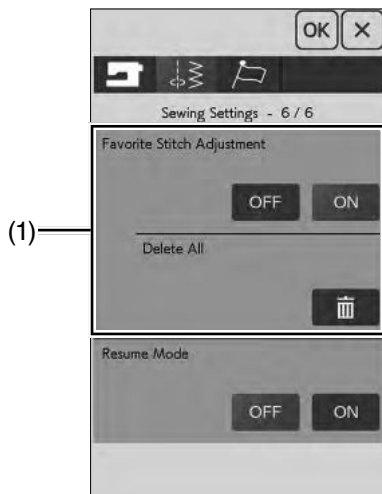 OK ×
Sewing Settings - 6 / 6
Favorite Stitch Adjustment
OFF ON
(1)
Delete All
Resume Mode
OFF ON